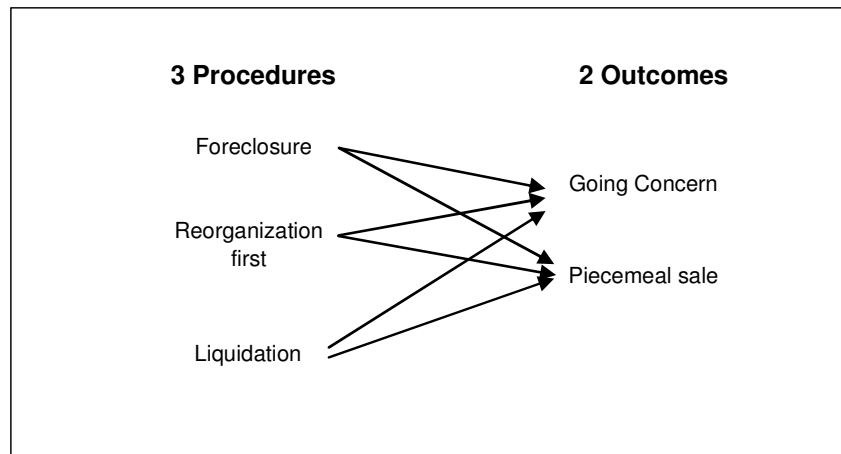 3 Procedures
2 Outcomes
Foreclosure
Going Concern
Reorganization
first
Piecemeal sale
Liquidation